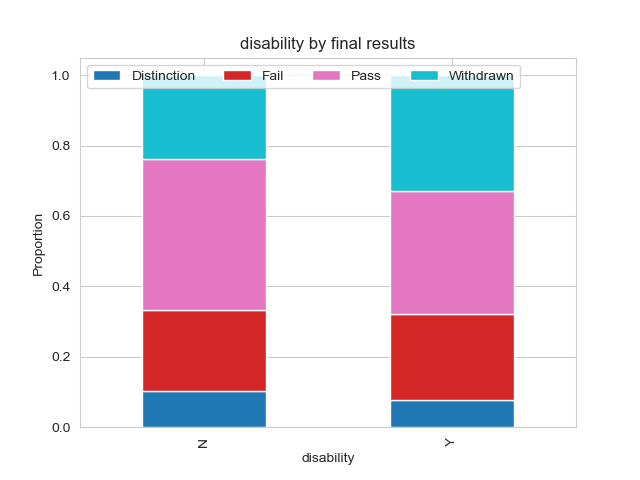 disability by final results
Distinction Fail Pass Withdrawn
1.0
0.8
0.6
0.4
0.2
0.0
Proportion
N Y
disability